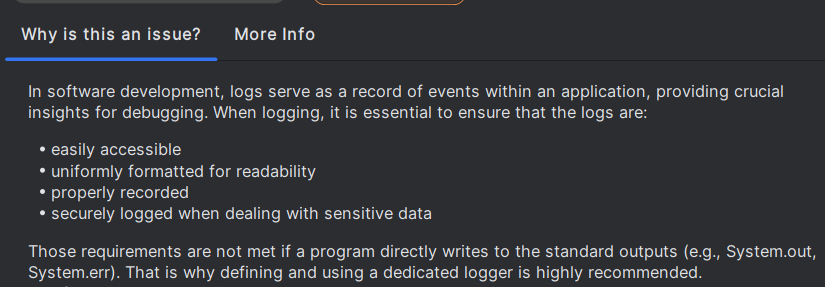 Why is this an issue? More Info
In software development, logs serve as a record of events within an application, providing crucial
insights for debugging. When logging, it is essential to ensure that the logs are:
• easily accessible
• uniformly formatted for readability
• properly recorded
• securely logged when dealing with sensitive data
Those requirements are not met if a program directly writes to the standard outputs (e.g., System.out,
System.err). That is why defining and using a dedicated logger is highly recommended.